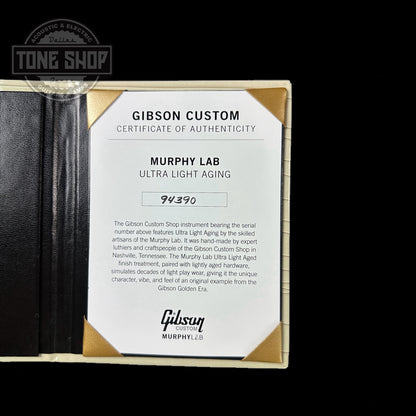 ACOUSTIC & ELECTRIC
Dallas
TONE SHOP
GIBSON CUSTOM
CERTIFICATE OF AUTHENTICITY
MURPHY LAB
ULTRA LIGHT AGING
94390
The Gibson Custom Shop instrument bearing the serial
number above features Ultra Light Aging by the skilled
artisans of the Murphy Lab. It was hand-made by expert
luthiers and craftspeople of the Gibson Custom Shop in
Nashville, Tennessee. The Murphy Lab Ultra Light Aged
finish treatment, paired with lightly aged hardware,
simulates decades of light play wear, giving it the unique
character, vibe, and feel of an original example from the
Gibson Golden Era.
Gibson
CUSTOM
MURPHYLAB